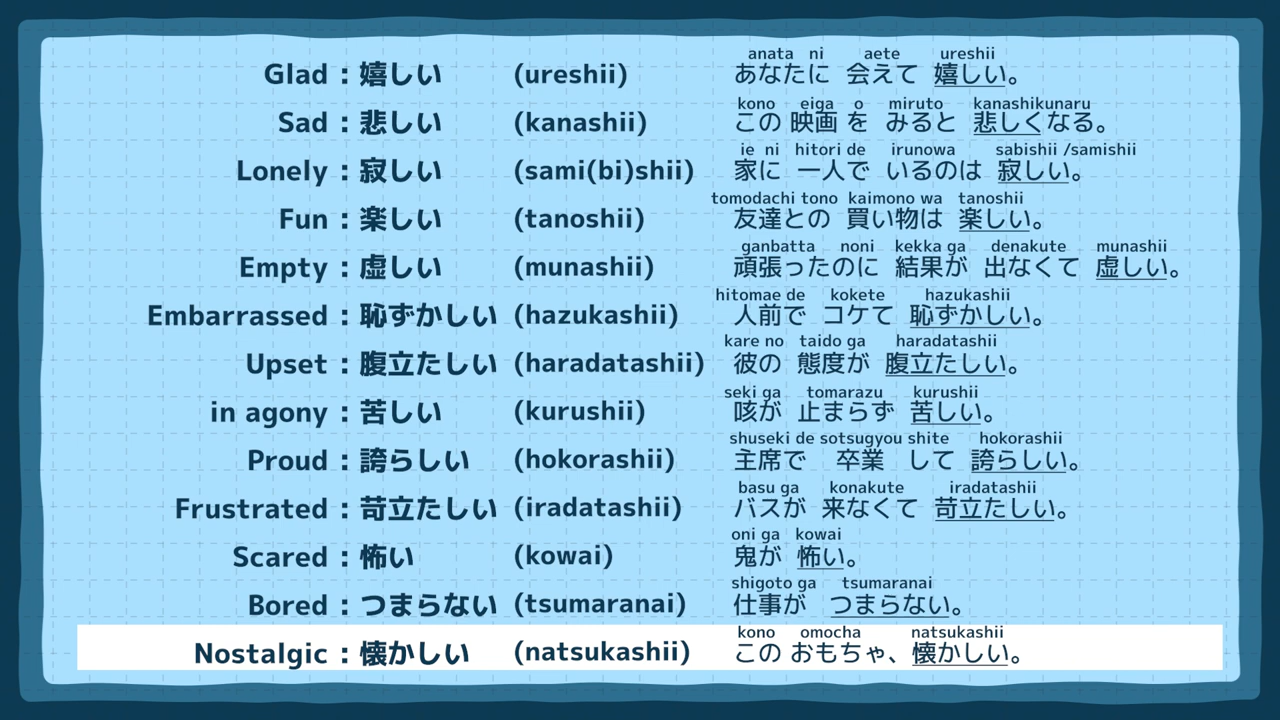 anata ni aete ureshii
Glad : 嬉しい (ureshii) あなたに 会えて 嬉しい。
kono eiga o miruto kanashikunaru
Sad : 悲しい (kanashii) この 映画 を みると 悲しくなる。
ie ni hitori de irunowa sabishii /samishii
Lonely : 寂しい (sami(bi)shii) 家に 一人で いるのは 寂しい。
tomodachi tono kaimono wa tanoshii
Fun : 楽しい (tanoshii) 友達との 買い物は 楽しい。
ganbatta noni kekka ga denakute munashii
Empty : 虚しい (munashii) 頑張ったのに 結果が 出なくて 虚しい。
hitomae de kokete hazukashii
Embarrassed : 恥ずかしい (hazukashii) 人前で コケて 恥ずかしい。
kare no taido ga haradatashii
Upset : 腹立たしい (haradatashii) 彼の 態度が 腹立たしい。
seki ga tomarazu kurushii
in agony : 苦しい (kurushii) 咳が 止まらず 苦しい。
shuseki de sotsugyou shite hokorashii
Proud : 誇らしい (hokorashii) 主席で 卒業 して 誇らしい。
basu ga konakute iradatashii
Frustrated : 苛立たしい (iradatashii) バスが 来なくて 苛立たしい。
oni ga kowai
Scared : 怖い (kowai) 鬼が 怖い。
shigoto ga tsumaranai
Bored : つまらない (tsumaranai) 仕事が つまらない。
kono omocha natsukashii
Nostalgic : 懐かしい (natsukashii) この おもちゃ、懐かしい。